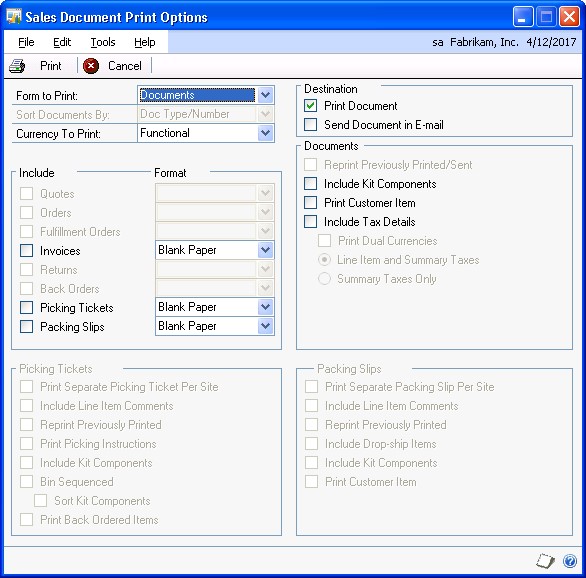 Sales Document Print Options
File Edit Tools Help sa Fabrikam, Inc. 4/12/2017
Print Cancel
Form to Print: Documents
Sort Documents By: Doc Type/Number
Currency To Print: Functional
Destination
Print Document
Send Document in E-mail
Include Format
Quotes
Orders
Fulfillment Orders
Invoices Blank Paper
Returns
Back Orders
Picking Tickets Blank Paper
Packing Slips Blank Paper
Documents
Reprint Previously Printed/Sent
Include Kit Components
Print Customer Item
Include Tax Details
Print Dual Currencies
Line Item and Summary Taxes
Summary Taxes Only
Picking Tickets
Print Separate Picking Ticket Per Site
Include Line Item Comments
Reprint Previously Printed
Print Picking Instructions
Include Kit Components
Bin Sequenced
Sort Kit Components
Print Back Ordered Items
Packing Slips
Print Separate Packing Slip Per Site
Include Line Item Comments
Reprint Previously Printed
Include Drop-ship Items
Include Kit Components
Print Customer Item